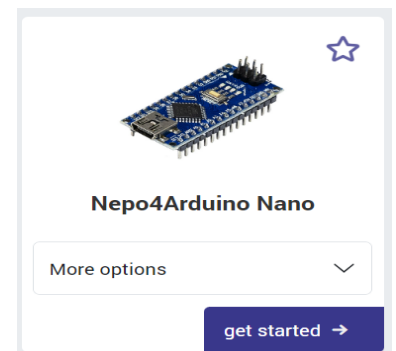 Nepo4Arduino Nano
More options
get started →